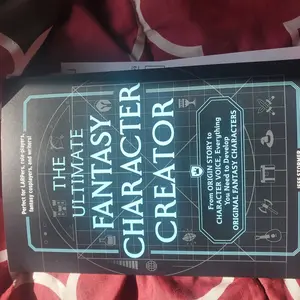 Perfect for LARPers, role-players,
fantasy cosplayers, and writers!
THE
ULTIMATE
FANTASY
CHARACTER
CREATOR
From ORIGIN STORY to
CHARACTER VOICE, Everything
You Need to Develop
ORIGINAL FANTASY CHARACTERS